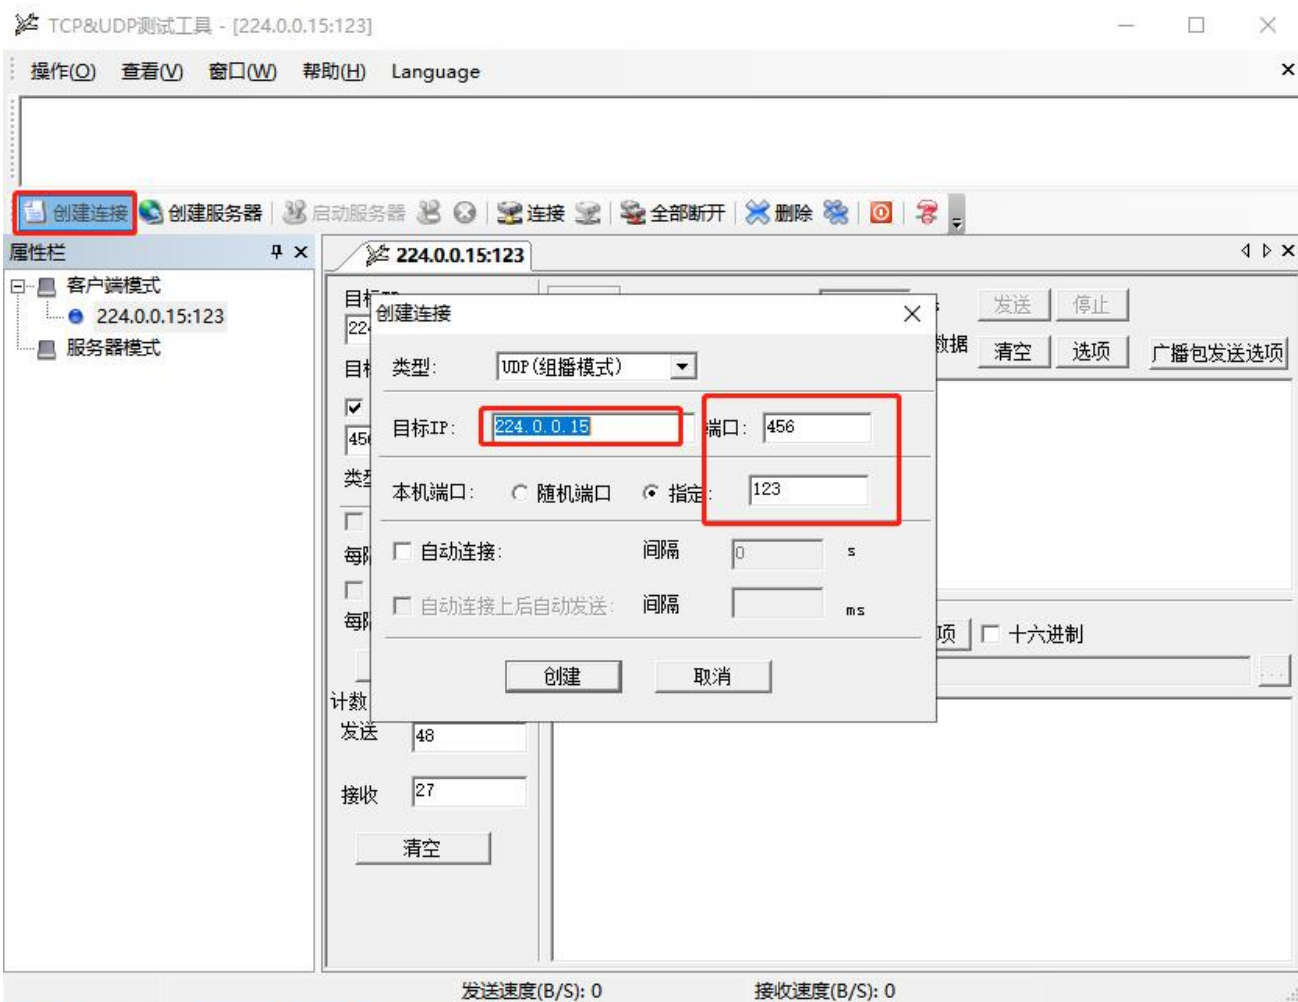 TCP&UDP测试工具 - [224.0.0.15:123]
操作(O) 查看(V) 窗口(W) 帮助(H) Language
创建连接 创建服务器 启动服务器 连接 全部断开 删除
属性栏
224.0.0.15:123
客户端模式
224.0.0.15:123
服务器模式
创建连接
发送 停止
数据 清空 选项 广播包发送选项
类型: UDP(组播模式)
目标IP: 224.0.0.15 端口: 456
本机端口: 随机端口 指定: 123
自动连接: 间隔 0 s
自动连接上后自动发送: 间隔 ms
创建 取消
项 十六进制
计数
发送 48
接收 27
清空
发送速度(B/S): 0 接收速度(B/S): 0